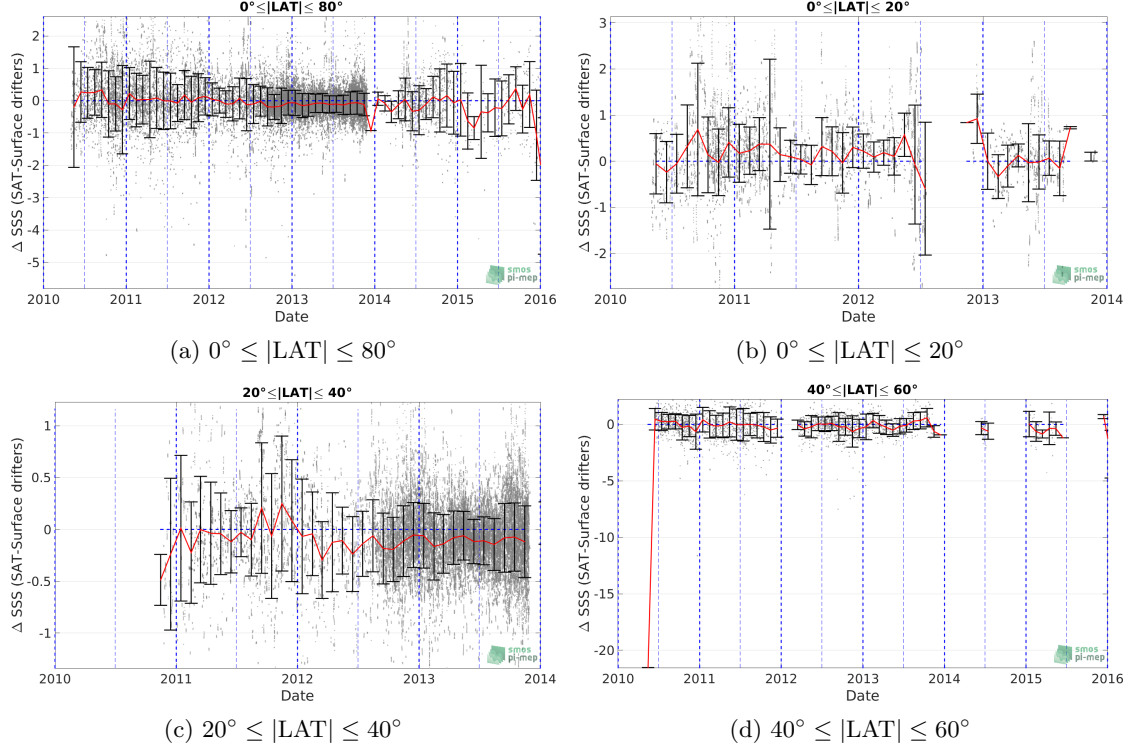 0°≤|LAT|≤ 80°
Δ SSS (SAT-Surface drifters)
2
1
0
-1
-2
-3
-4
-5
2010 2011 2012 2013 2014 2015 2016
Date
smos
pi-mep
(a) 0° ≤ |LAT| ≤ 80°
0°≤|LAT|≤ 20°
Δ SSS (SAT-Surface drifters)
3
2
1
0
-1
-2
2010 2011 2012 2013 2014
Date
smos
pi-mep
(b) 0° ≤ |LAT| ≤ 20°
20°≤|LAT|≤ 40°
Δ SSS (SAT-Surface drifters)
1
0.5
0
-0.5
-1
2010 2011 2012 2013 2014
Date
smos
pi-mep
(c) 20° ≤ |LAT| ≤ 40°
40°≤|LAT|≤ 60°
Δ SSS (SAT-Surface drifters)
0
-5
-10
-15
-20
2010 2011 2012 2013 2014 2015 2016
Date
smos
pi-mep
(d) 40° ≤ |LAT| ≤ 60°